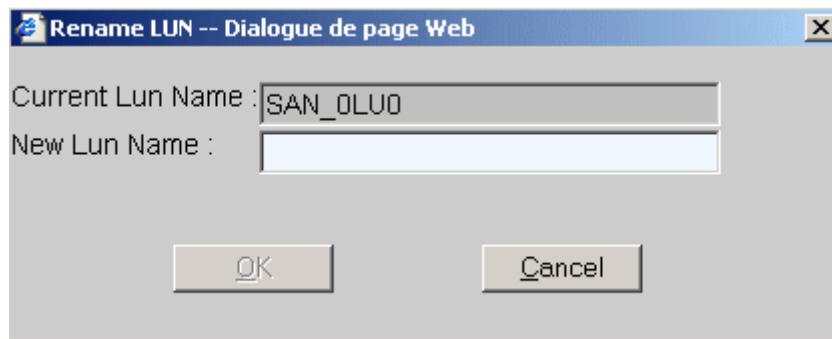 Rename LUN -- Dialogue de page Web
Current Lun Name : SAN_0LU0
New Lun Name :
OK Cancel